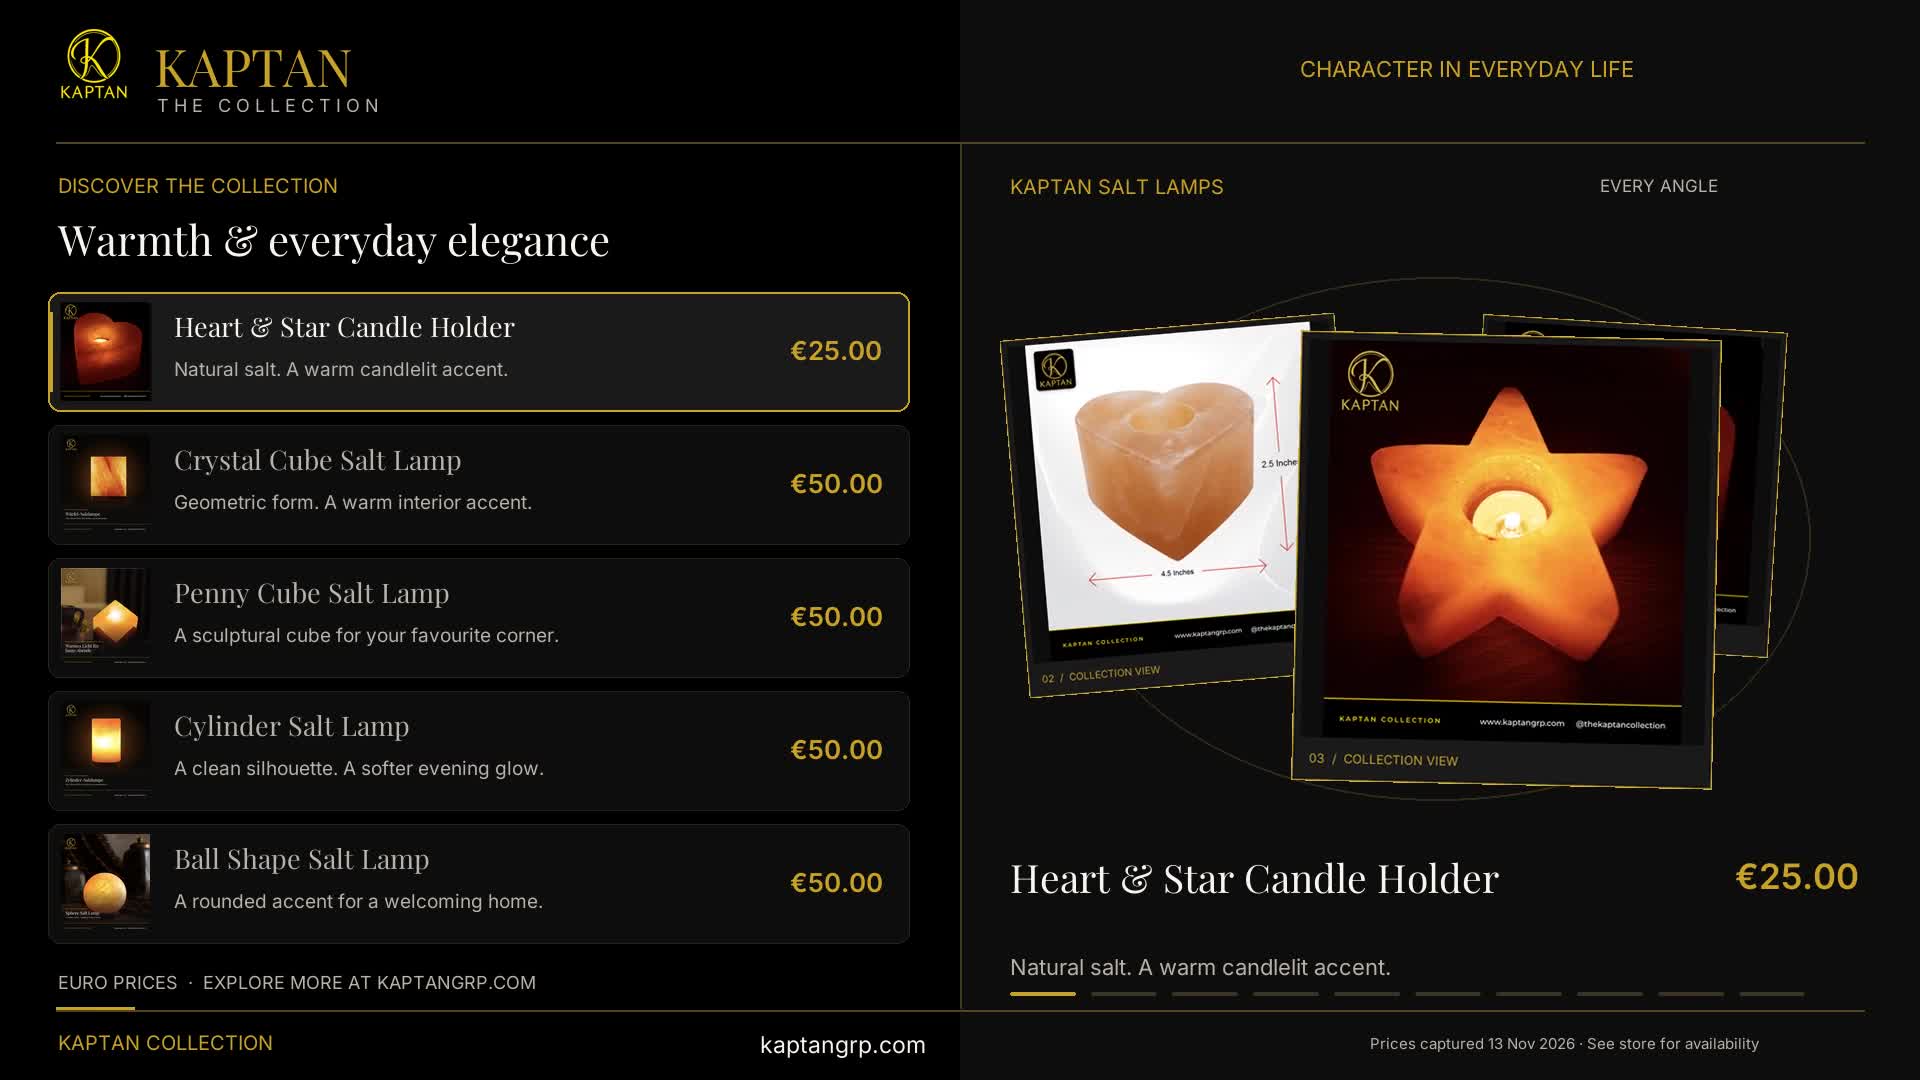 KAPTAN
KAPTAN
THE COLLECTION
CHARACTER IN EVERYDAY LIFE
DISCOVER THE COLLECTION
Warmth & everyday elegance
Heart & Star Candle Holder
Natural salt. A warm candlelit accent.
€25.00
Crystal Cube Salt Lamp
Geometric form. A warm interior accent.
€50.00
Penny Cube Salt Lamp
A sculptural cube for your favourite corner.
€50.00
Cylinder Salt Lamp
A clean silhouette. A softer evening glow.
€50.00
Ball Shape Salt Lamp
A rounded accent for a welcoming home.
€50.00
EURO PRICES · EXPLORE MORE AT KAPTANGRP.COM
KAPTAN SALT LAMPS
EVERY ANGLE
KAPTAN
2.5 Inche
4.5 Inches
KAPTAN COLLECTION www.kaptangrp.com @thekaptanc
02 / COLLECTION VIEW
KAPTAN
KAPTAN COLLECTION www.kaptangrp.com @thekaptancollection
03 / COLLECTION VIEW
Heart & Star Candle Holder
€25.00
Natural salt. A warm candlelit accent.
KAPTAN COLLECTION
kaptangrp.com
Prices captured 13 Nov 2026 · See store for availability